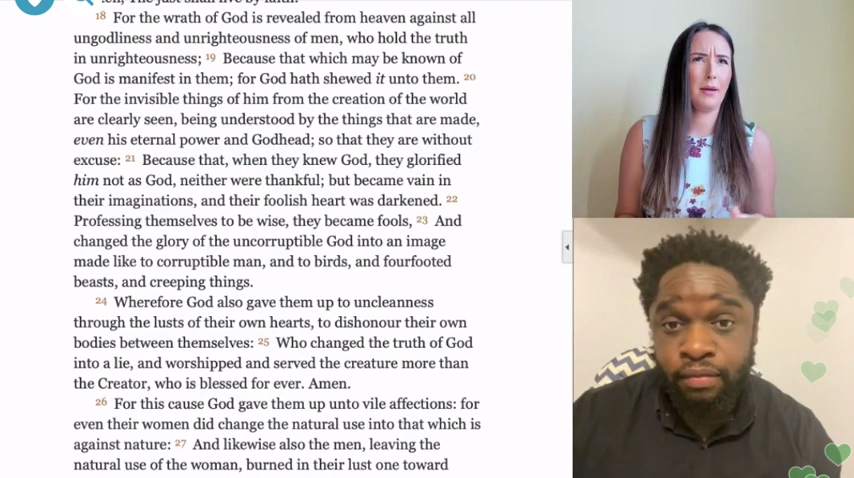 The just shall live by faith.
18 For the wrath of God is revealed from heaven against all
ungodliness and unrighteousness of men, who hold the truth
in unrighteousness; 19 Because that which may be known of
God is manifest in them; for God hath shewed it unto them. 20
For the invisible things of him from the creation of the world
are clearly seen, being understood by the things that are made,
even his eternal power and Godhead; so that they are without
excuse: 21 Because that, when they knew God, they glorified
him not as God, neither were thankful; but became vain in
their imaginations, and their foolish heart was darkened. 22
Professing themselves to be wise, they became fools, 23 And
changed the glory of the uncorruptible God into an image
made like to corruptible man, and to birds, and fourfooted
beasts, and creeping things.
24 Wherefore God also gave them up to uncleanness
through the lusts of their own hearts, to dishonour their own
bodies between themselves: 25 Who changed the truth of God
into a lie, and worshipped and served the creature more than
the Creator, who is blessed for ever. Amen.
26 For this cause God gave them up unto vile affections: for
even their women did change the natural use into that which is
against nature: 27 And likewise also the men, leaving the
natural use of the woman, burned in their lust one toward